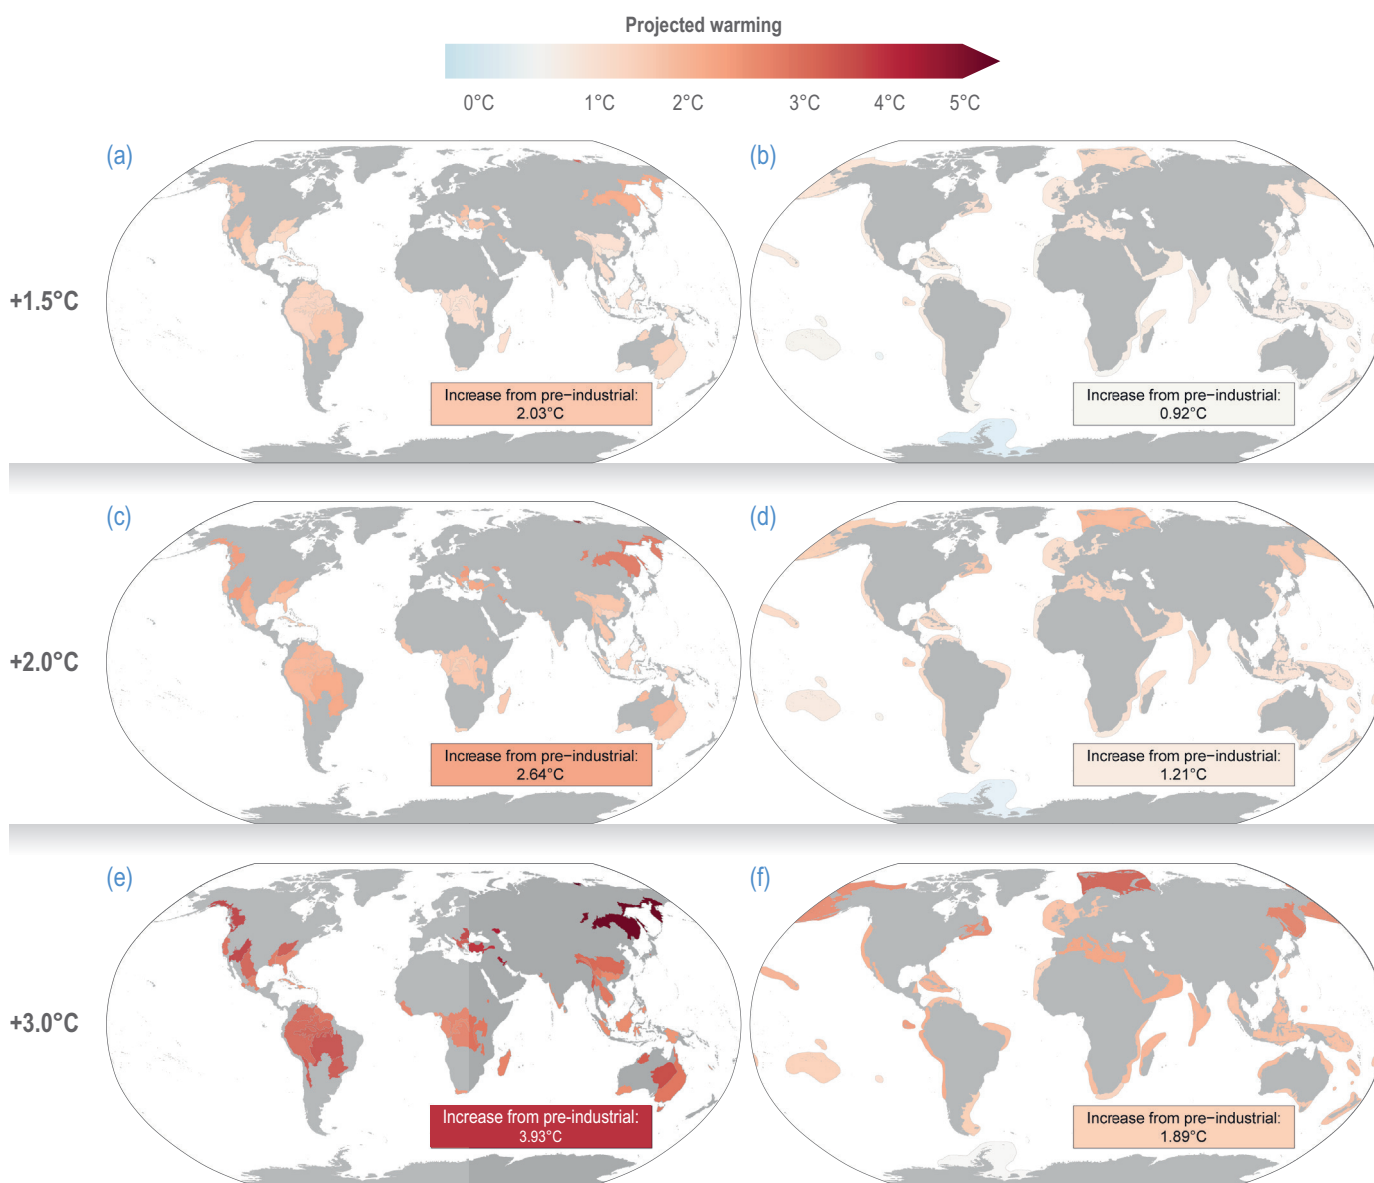 Projected warming
0°C 1°C 2°C 3°C 4°C 5°C
(a)
(b)
+1.5°C
Increase from pre−industrial:
2.03°C
Increase from pre−industrial:
0.92°C
(c)
(d)
+2.0°C
Increase from pre−industrial:
2.64°C
Increase from pre−industrial:
1.21°C
(e)
(f)
+3.0°C
Increase from pre-industrial:
3.93°C
Increase from pre−industrial:
1.89°C